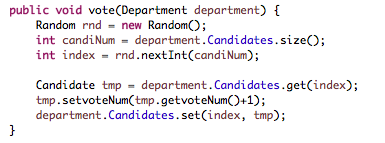 public void vote(Department department) {
    Random rnd = new Random();
    int candiNum = department.Candidates.size();
    int index = rnd.nextInt(candiNum);

    Candidate tmp = department.Candidates.get(index);
    tmp.setvoteNum(tmp.getvoteNum()+1);
    department.Candidates.set(index, tmp);
}